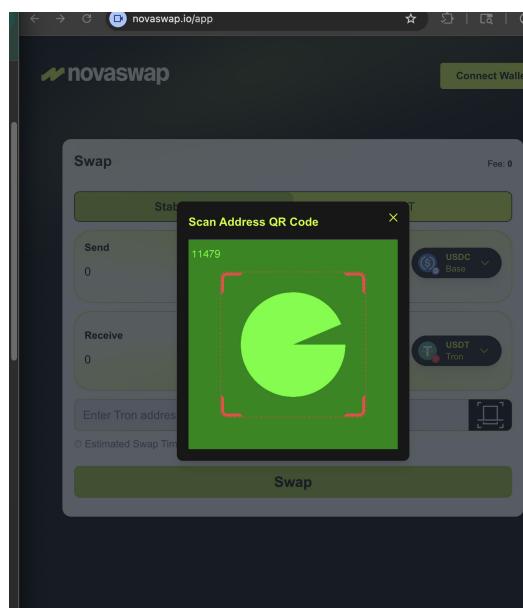 novaswap.io/app
novaswap
Connect Walle
Swap
Fee: 0
Stab
T
Scan Address QR Code
11479
Send
0
USDC
Base
Receive
0
USDT
Tron
Enter Tron addres
Estimated Swap Tim
Swap